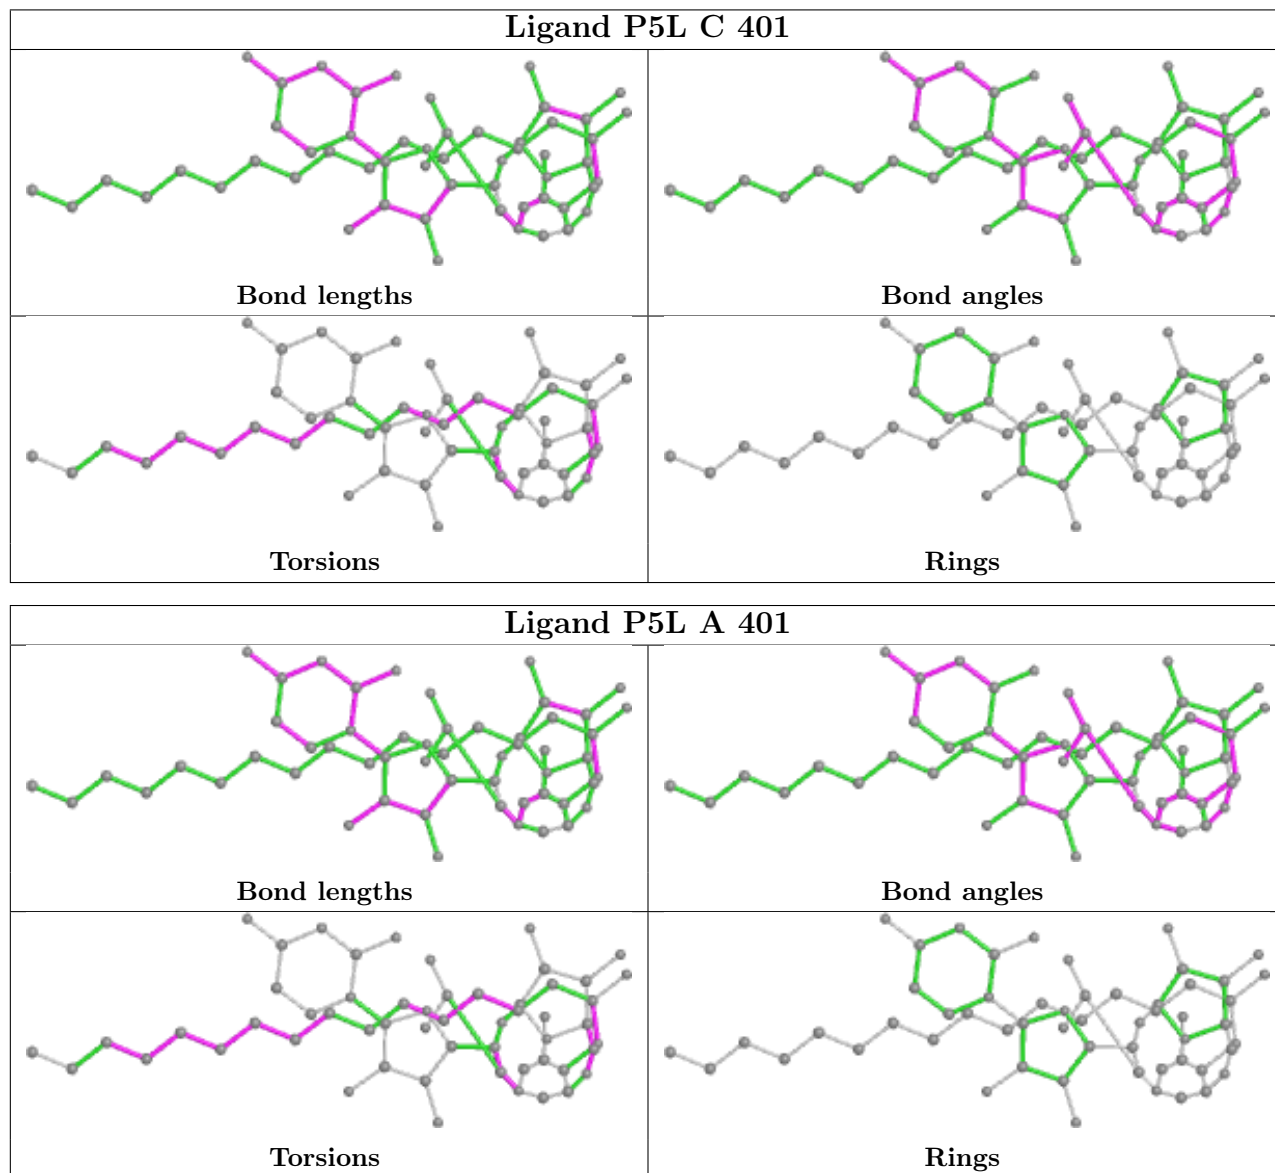 Ligand P5L C 401
Bond lengths
Bond angles
Torsions
Rings
Ligand P5L A 401
Bond lengths
Bond angles
Torsions
Rings